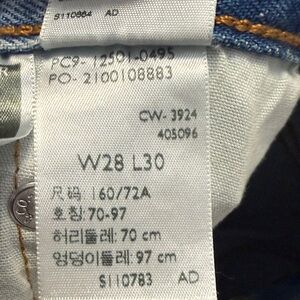 S110884 AD
PC9- 12501-0495
PO- 2100108883
CW- 3924
405096
W28 L30
尺码 160/72A
호칭: 70-97
허리둘레: 70 cm
엉덩이둘레: 97 cm
S110783 AD